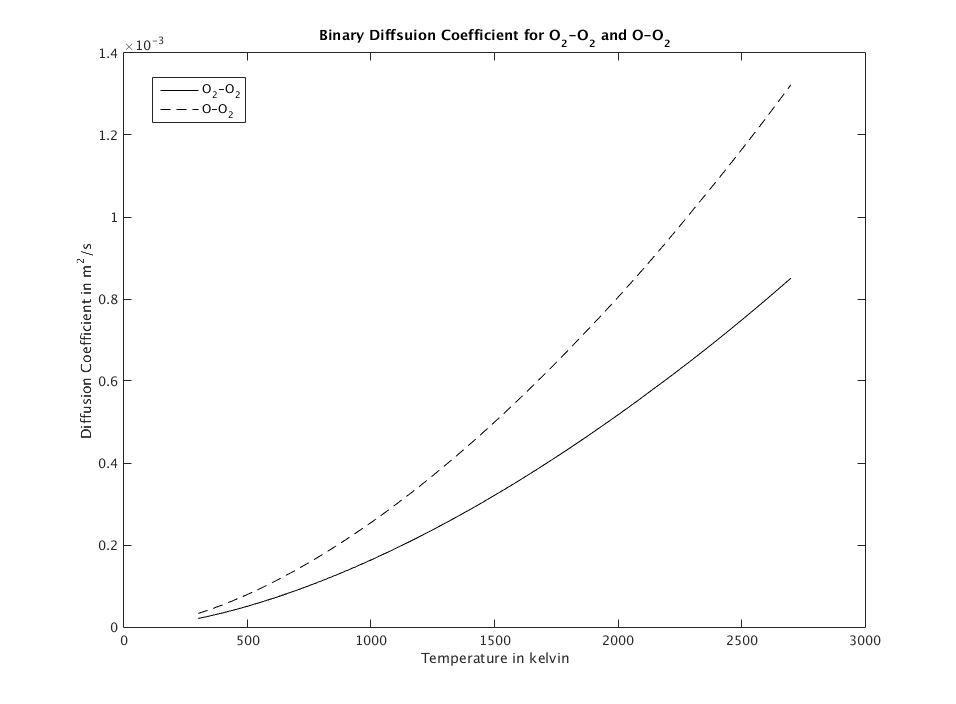 Binary Diffsuion Coefficient for O₂-O₂ and O-O₂
×10⁻³
1.4
1.2
1
0.8
0.6
0.4
0.2
0
O₂-O₂
O-O₂
Diffusion Coefficient in m²/s
0 500 1000 1500 2000 2500 3000
Temperature in kelvin